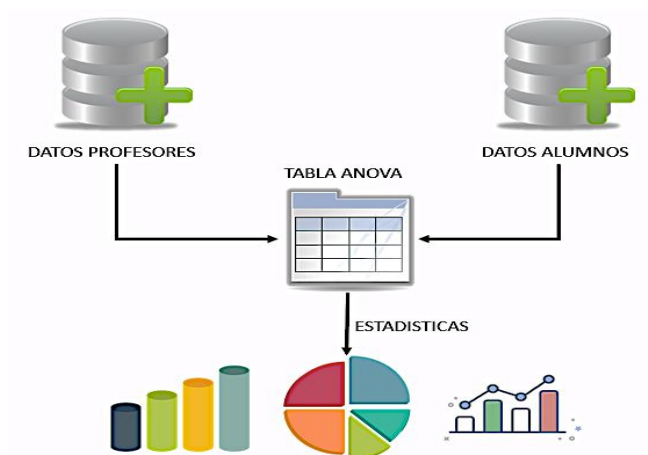 DATOS PROFESORES
DATOS ALUMNOS
TABLA ANOVA
ESTADISTICAS